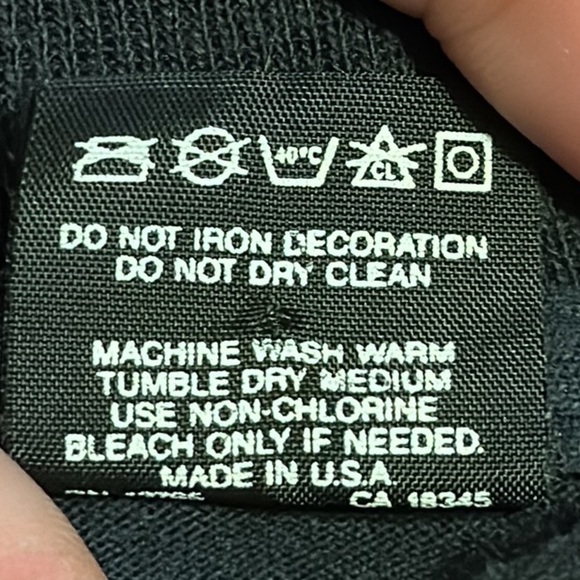 40°C CL
DO NOT IRON DECORATION
DO NOT DRY CLEAN
MACHINE WASH WARM
TUMBLE DRY MEDIUM
USE NON-CHLORINE
BLEACH ONLY IF NEEDED.
MADE IN U.S.A.
CA 18345